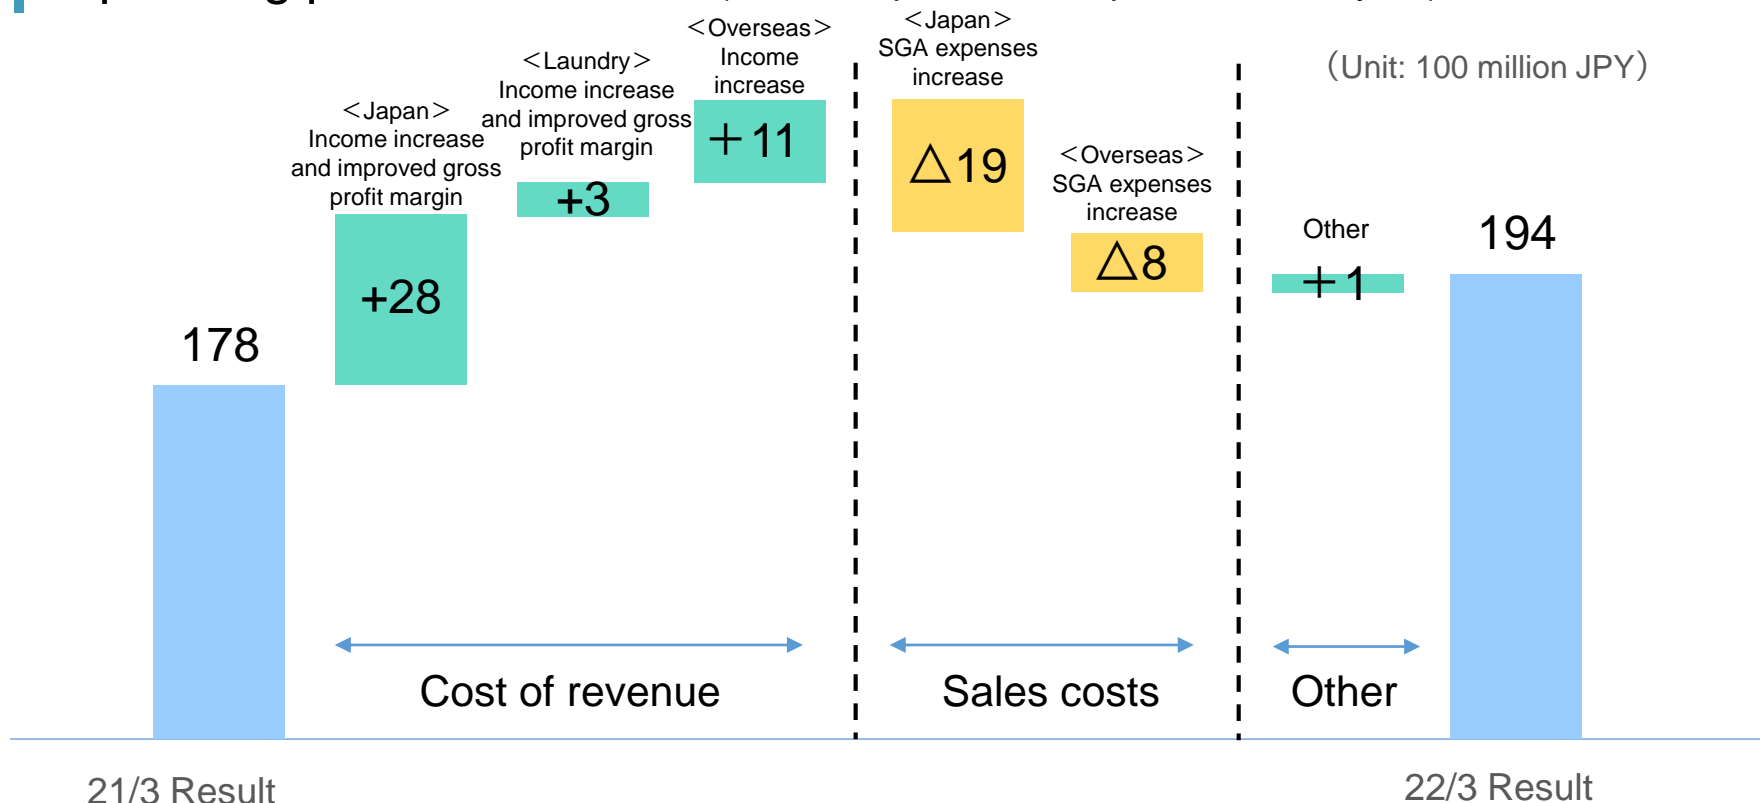 ＜Japan＞
Income increase
and improved gross
profit margin
+28
＜Laundry＞
Income increase
and improved gross
profit margin
+3
＜Overseas＞
Income
increase
＋11
＜Japan＞
SGA expenses
increase
△19
＜Overseas＞
SGA expenses
increase
△8
（Unit: 100 million JPY）
Other
＋1
178
194
Cost of revenue
Sales costs
Other
21/3 Result
22/3 Result